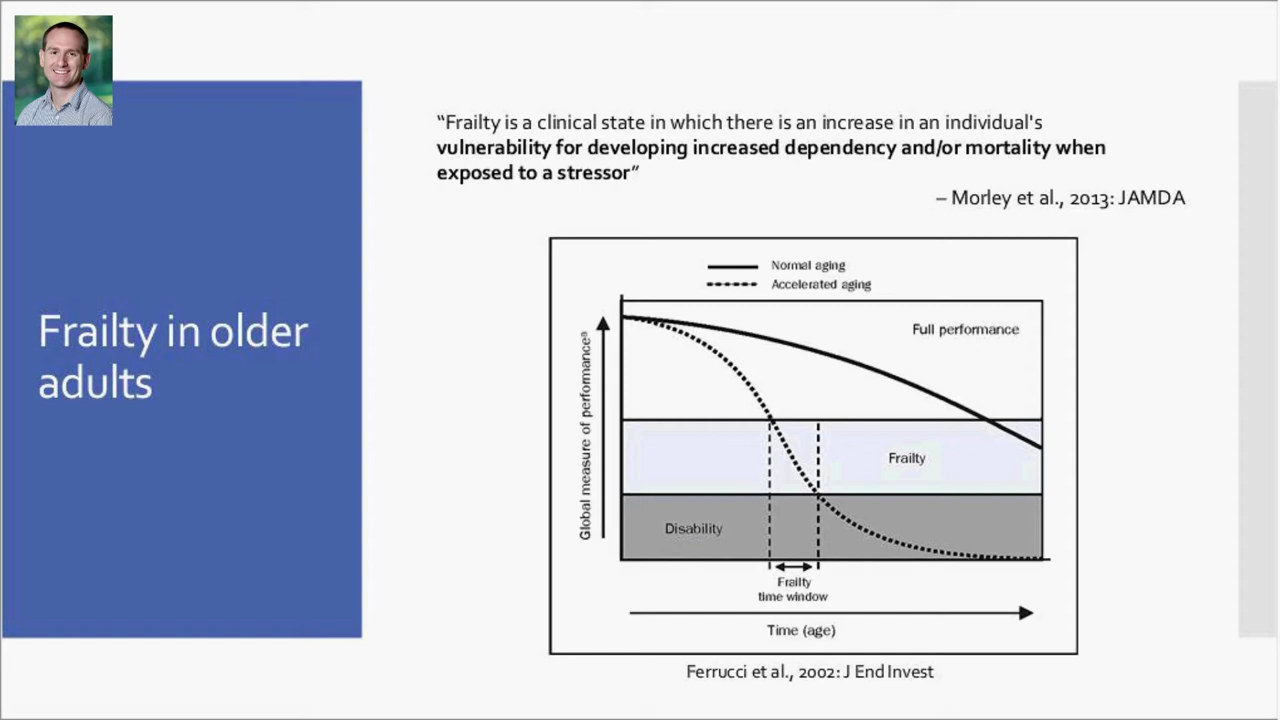 Frailty in older
adults
“Frailty is a clinical state in which there is an increase in an individual's
vulnerability for developing increased dependency and/or mortality when
exposed to a stressor”
– Morley et al., 2013: JAMDA
Normal aging
Accelerated aging
Full performance
Global measure of performanceᵃ
Frailty
Disability
Frailty
time window
Time (age)
Ferrucci et al., 2002: J End Invest